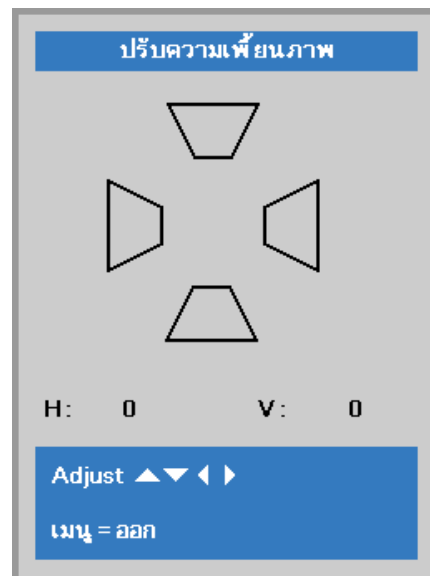 ปรับความเพี้ยนภาพ
H: 0 V: 0
Adjust ▲▼◀▶
เมนู = ออก